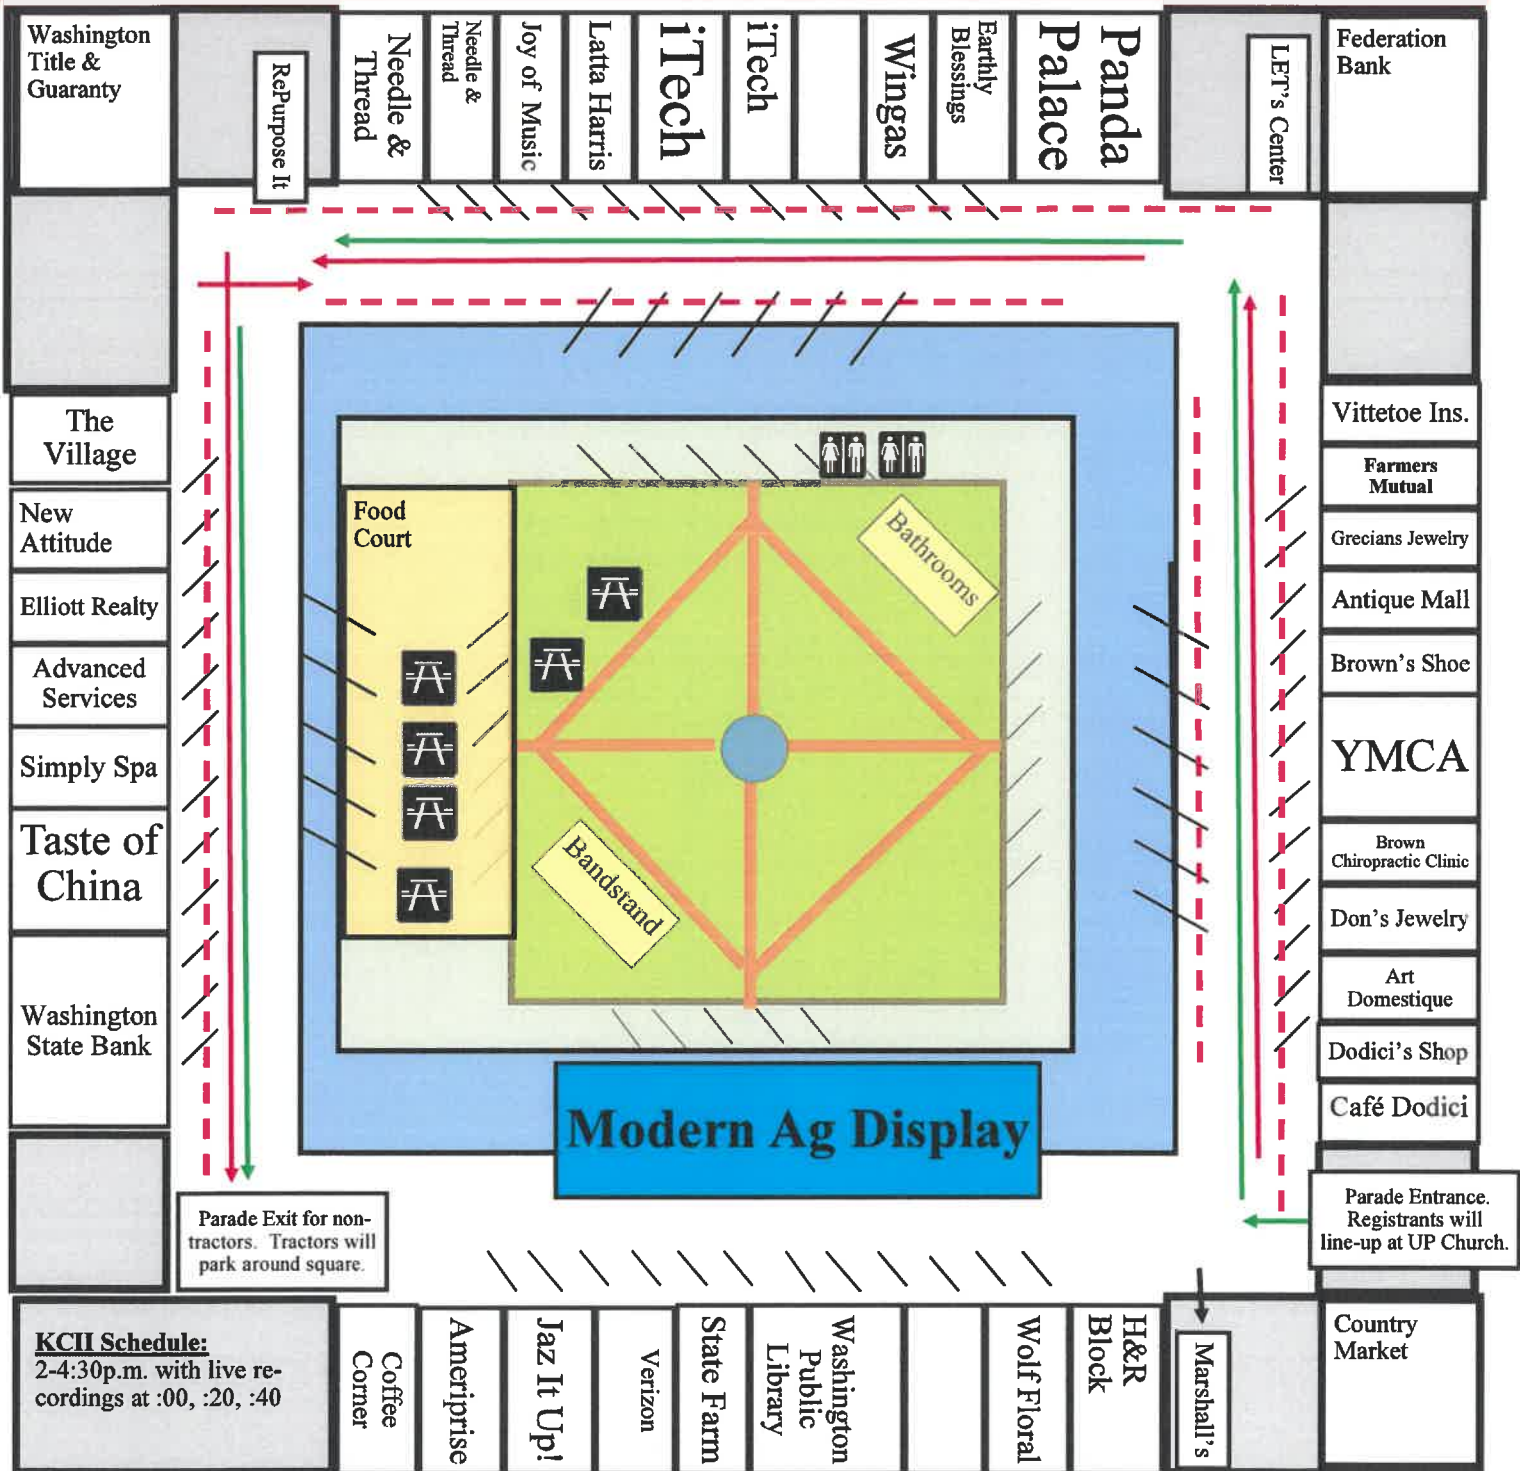 Washington
Title &
Guaranty
RePurpose It
Needle &
Thread
Needle &
Thread
Joy of Music
Latta Harris
iTech
iTech
Wingas
Earthly
Blessings
Panda
Palace
LET's Center
Federation
Bank
The
Village
New
Attitude
Elliott Realty
Advanced
Services
Simply Spa
Taste of
China
Washington
State Bank
Food
Court
Bathrooms
Bandstand
Modern Ag Display
Vittetoe Ins.
Farmers
Mutual
Grecians Jewelry
Antique Mall
Brown's Shoe
YMCA
Brown
Chiropractic Clinic
Don's Jewelry
Art
Domestique
Dodici's Shop
Café Dodici
Parade Exit for non-
tractors. Tractors will
park around square.
Parade Entrance.
Registrants will
line-up at UP Church.
KCII Schedule:
2-4:30p.m. with live re-
cordings at :00, :20, :40
Coffee
Corner
Ameriprise
Jaz It Up!
Verizon
State Farm
Washington
Public
Library
Wolf Floral
H&R
Block
Marshall's
Country
Market